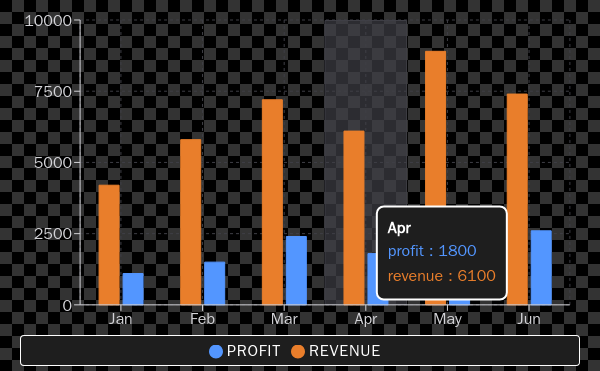 10000
7500
5000
2500
0
Jan Feb Mar Apr May Jun
Apr
profit : 1800
revenue : 6100
PROFIT REVENUE